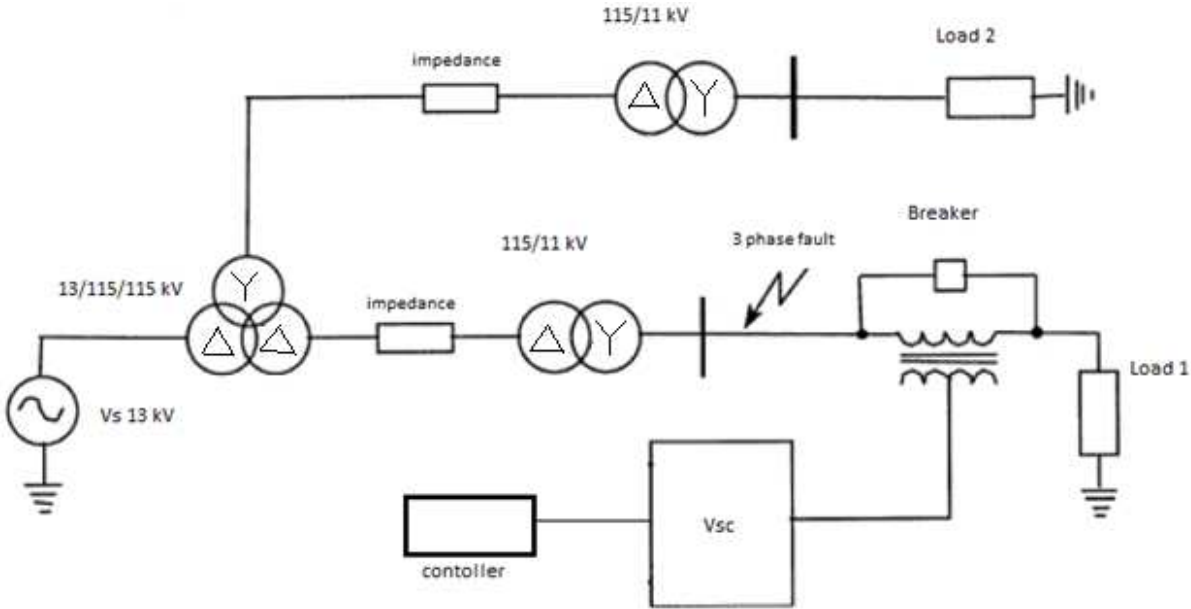 115/11 kV
Load 2
impedance
Breaker
115/11 kV
3 phase fault
13/115/115 kV
impedance
Load 1
Vs 13 kV
Vsc
contoller